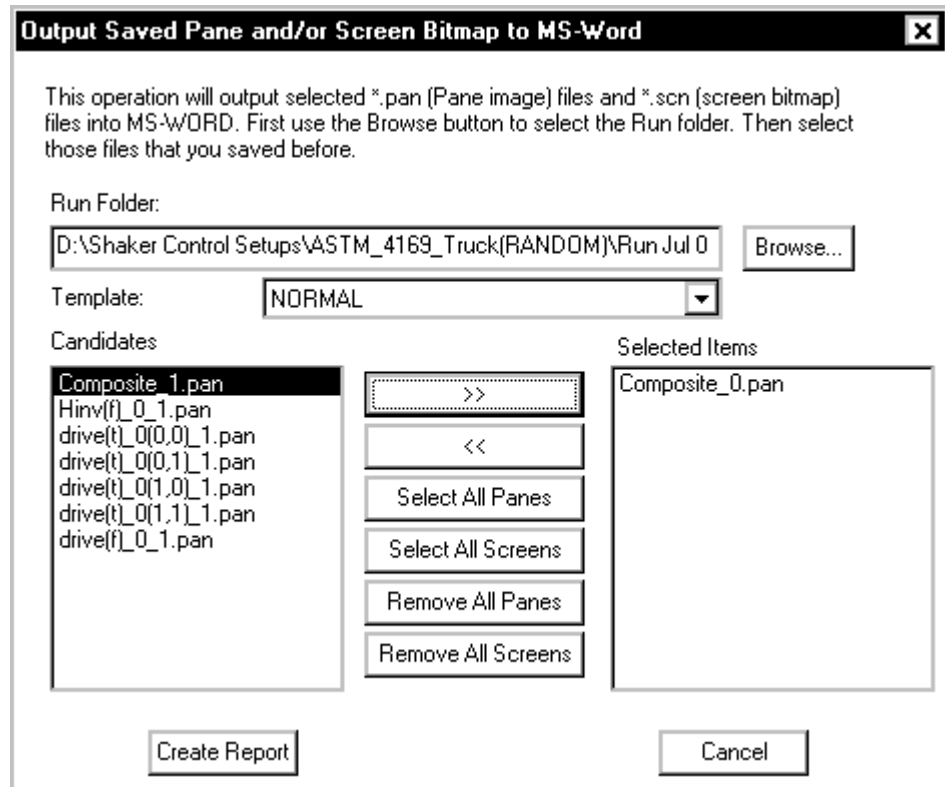 Output Saved Pane and/or Screen Bitmap to MS-Word
This operation will output selected *.pan (Pane image) files and *.scn (screen bitmap)
files into MS-WORD. First use the Browse button to select the Run folder. Then select
those files that you saved before.
Run Folder:
D:\Shaker Control Setups\ASTM_4169_Truck(RANDOM)\Run Jul 0
Browse...
Template:
NORMAL
Candidates
Composite_1.pan
Hinv(f)_0_1.pan
drive(t)_0(0,0)_1.pan
drive(t)_0(0,1)_1.pan
drive(t)_0(1,0)_1.pan
drive(t)_0(1,1)_1.pan
drive(f)_0_1.pan
>>
<<
Select All Panes
Select All Screens
Remove All Panes
Remove All Screens
Selected Items
Composite_0.pan
Create Report
Cancel